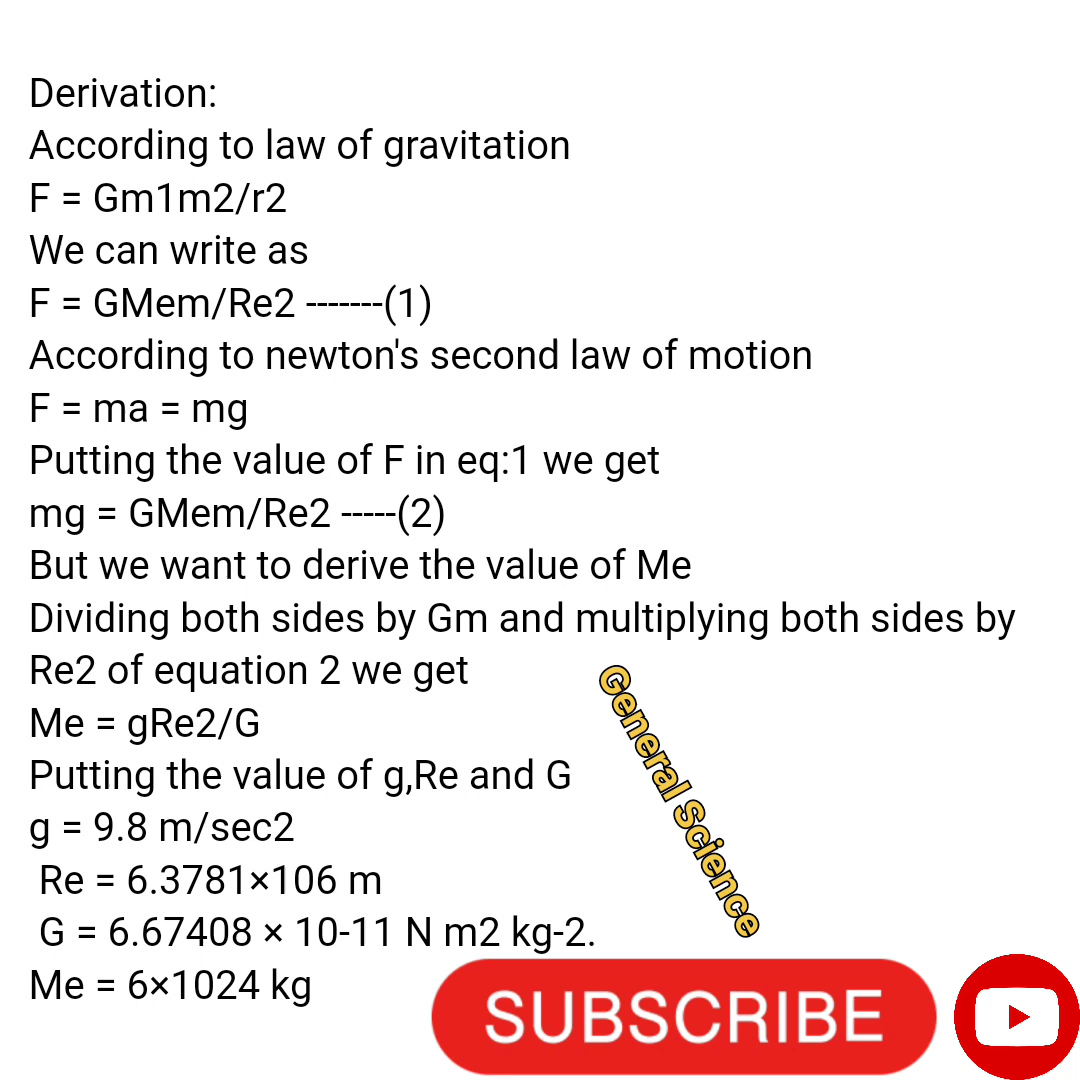 Derivation:
According to law of gravitation
F = Gm1m2/r2
We can write as
F = GMem/Re2 -------(1)
According to newton's second law of motion
F = ma = mg
Putting the value of F in eq:1 we get
mg = GMem/Re2 -----(2)
But we want to derive the value of Me
Dividing both sides by Gm and multiplying both sides by
Re2 of equation 2 we get
Me = gRe2/G
Putting the value of g,Re and G
g = 9.8 m/sec2
Re = 6.3781×106 m
G = 6.67408 × 10-11 N m2 kg-2.
Me = 6×1024 kg
General Science
SUBSCRIBE